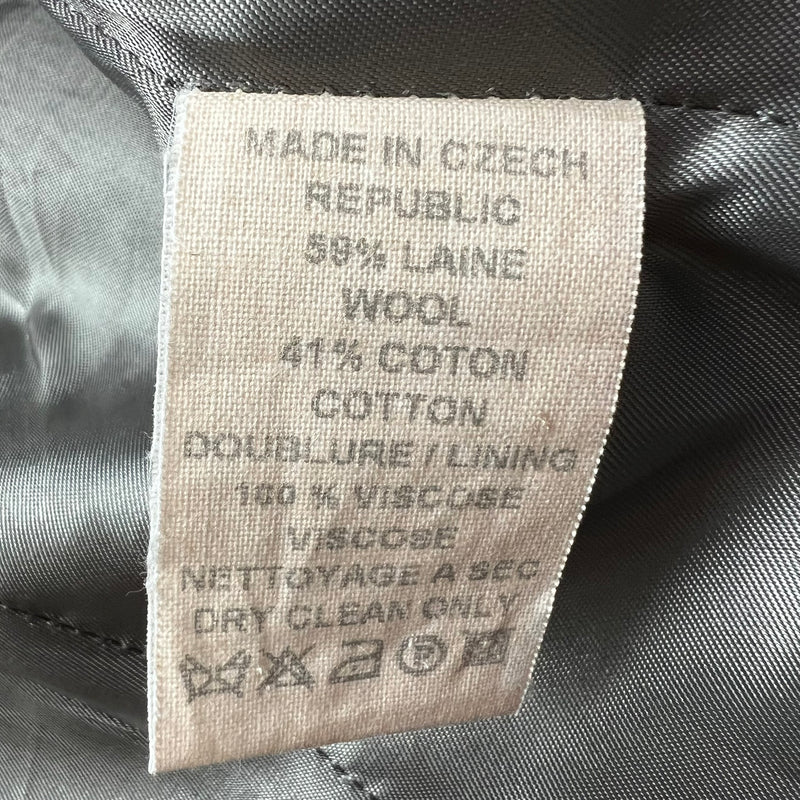 MADE IN CZECH
REPUBLIC
59% LAINE
WOOL
41% COTON
COTTON
DOUBLURE / LINING
100 % VISCOSE
VISCOSE
NETTOYAGE A SEC
DRY CLEAN ONLY
P